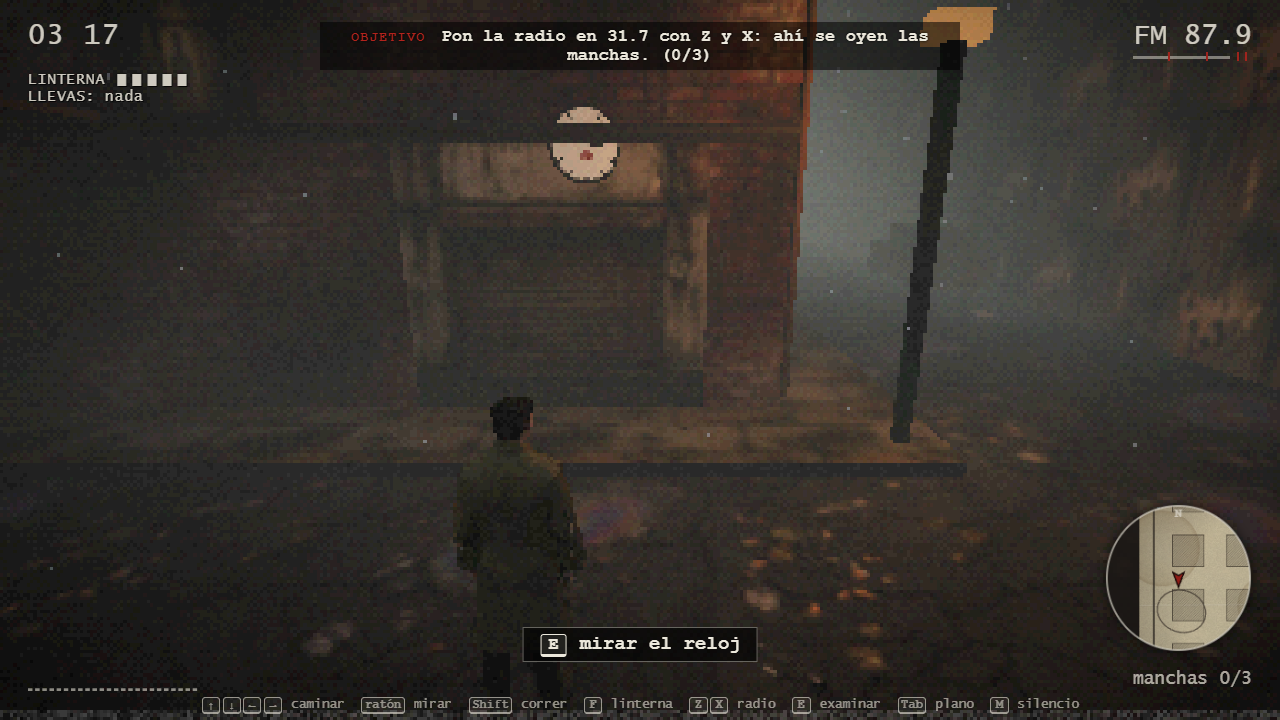 03 17
OBJETIVO Pon la radio en 31.7 con Z y X: ahí se oyen las
manchas. (0/3)
FM 87.9
LINTERNA
LLEVAS: nada
N
E mirar el reloj
manchas 0/3
↑ ↓ ← → caminar ratón mirar Shift correr F linterna Z X radio E examinar Tab plano M silencio